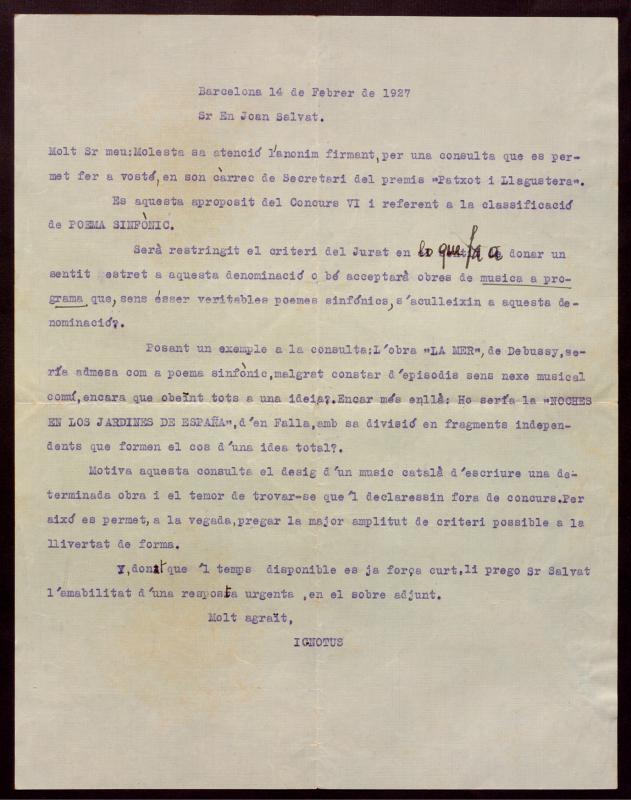 Barcelona 14 de Febrer de 1927
Sr En Joan Salvat.
Molt Sr meu:Molesta sa atenció l'anonim firmant,per una consulta que es per-
met fer a vosté,en son càrrec de Secretari del premis "Patxot i Llagustera".
Es aquesta aproposit del Concurs VI i referent a la classificació
de POEMA SINFÒNIC.
Serà restringit el criteri del Jurat en lo que fa a donar un
sentit estret a aquesta denominació o bé acceptarà obres de musica a pro-
grama que,sens ésser veritables poemes sinfónics,s'aculleixin a aquesta de-
nominació?.
Posant un exemple a la consulta:L'obra "LA MER",de Debussy,se-
ría admesa com a poema sinfònic,malgrat constar d'episodis sens nexe musical
comú,encara que obeïnt tots a una ideia?.Encar més enllà: Ho sería la "NOCHES
EN LOS JARDINES DE ESPAÑA",d'en Falla,amb sa divisió en fragments indepen-
dents que formen el cos d'una idea total?.
Motiva aquesta consulta el desig d'un music català d'escriure una de-
terminada obra i el temor de trovar-se que'l declaressin fora de concurs.Per
aixó es permet,a la vegada,pregar la major amplitut de criteri possible a la
llivertat de forma.
Y,donat que 'l temps disponible es ja força curt,li prego Sr Salvat
l'amabilitat d'una resposta urgenta ,en el sobre adjunt.
Molt agraït,
IGNOTUS